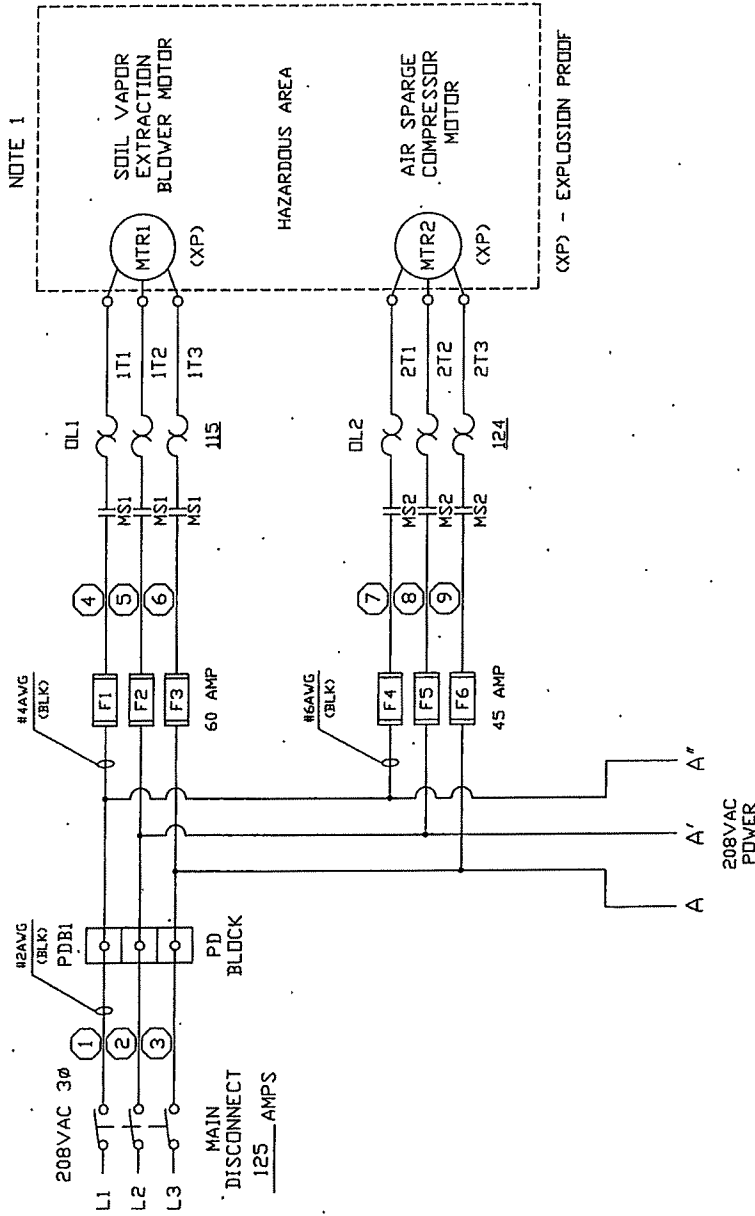 NOTE 1
208VAC 3Ø
L1
L2
L3
MAIN
DISCONNECT
125 AMPS
1
2
3
#2AWG
(BLK)
PDB1
PD
BLOCK
#4AWG
(BLK)
F1
F2
F3
60 AMP
4
5
6
MS1
MS1
MS1
OL1
115
1T1
1T2
1T3
MTR1
(XP)
SOIL VAPOR
EXTRACTION
BLOWER MOTOR
HAZARDOUS AREA
#6AWG
(BLK)
F4
F5
F6
45 AMP
7
8
9
MS2
MS2
MS2
OL2
124
2T1
2T2
2T3
MTR2
(XP)
AIR SPARGE
COMPRESSOR
MOTOR
(XP) - EXPLOSION PROOF
A
A'
A"
208VAC
POWER